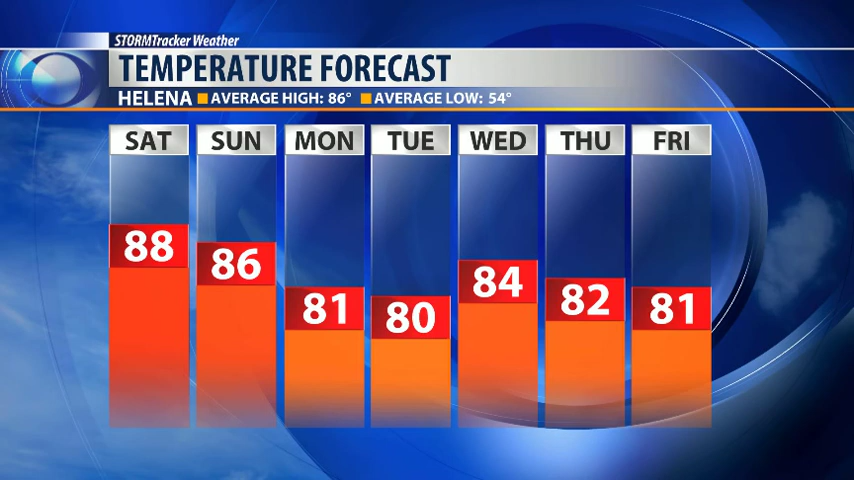 STORMTracker Weather
TEMPERATURE FORECAST
HELENA AVERAGE HIGH: 86° AVERAGE LOW: 54°
SAT SUN MON TUE WED THU FRI
88 86 81 80 84 82 81